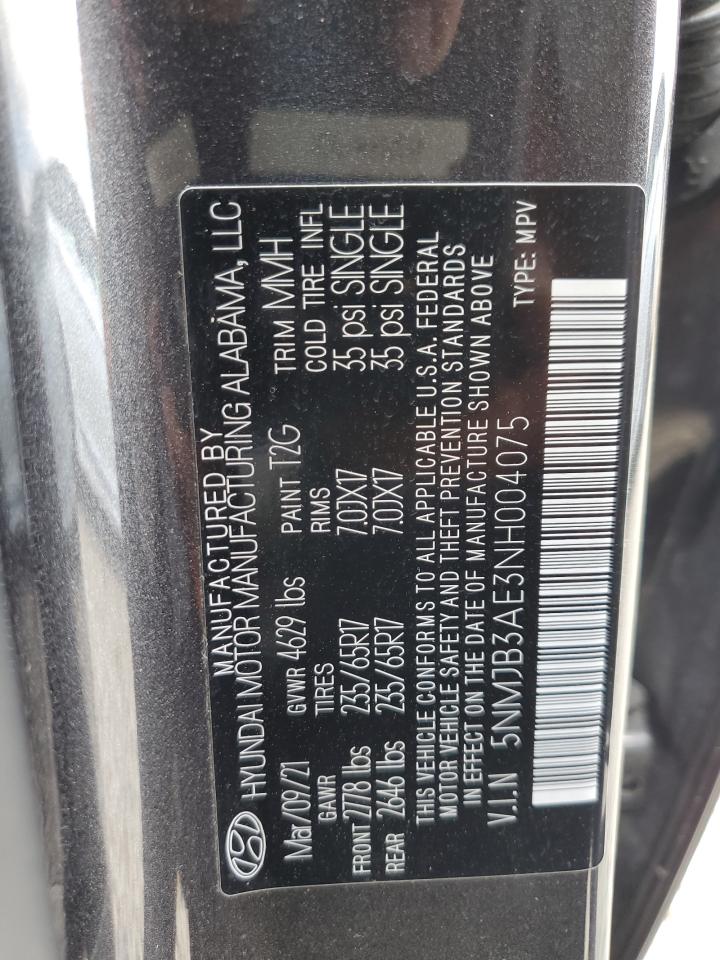 MANUFACTURED BY
HYUNDAI MOTOR MANUFACTURING ALABAMA, LLC
Mar/09/21 GVWR 4629 lbs PAINT T2G TRIM MMH
GAWR TIRES RIMS COLD TIRE INFL
FRONT 2778 lbs 235/65R17 7.0JX17 35 psi SINGLE
REAR 2646 lbs 235/65R17 7.0JX17 35 psi SINGLE
THIS VEHICLE CONFORMS TO ALL APPLICABLE U.S.A. FEDERAL
MOTOR VEHICLE SAFETY AND THEFT PREVENTION STANDARDS
IN EFFECT ON THE DATE OF MANUFACTURE SHOWN ABOVE
V.I.N 5NMJB3AE3NH004075 TYPE: MPV